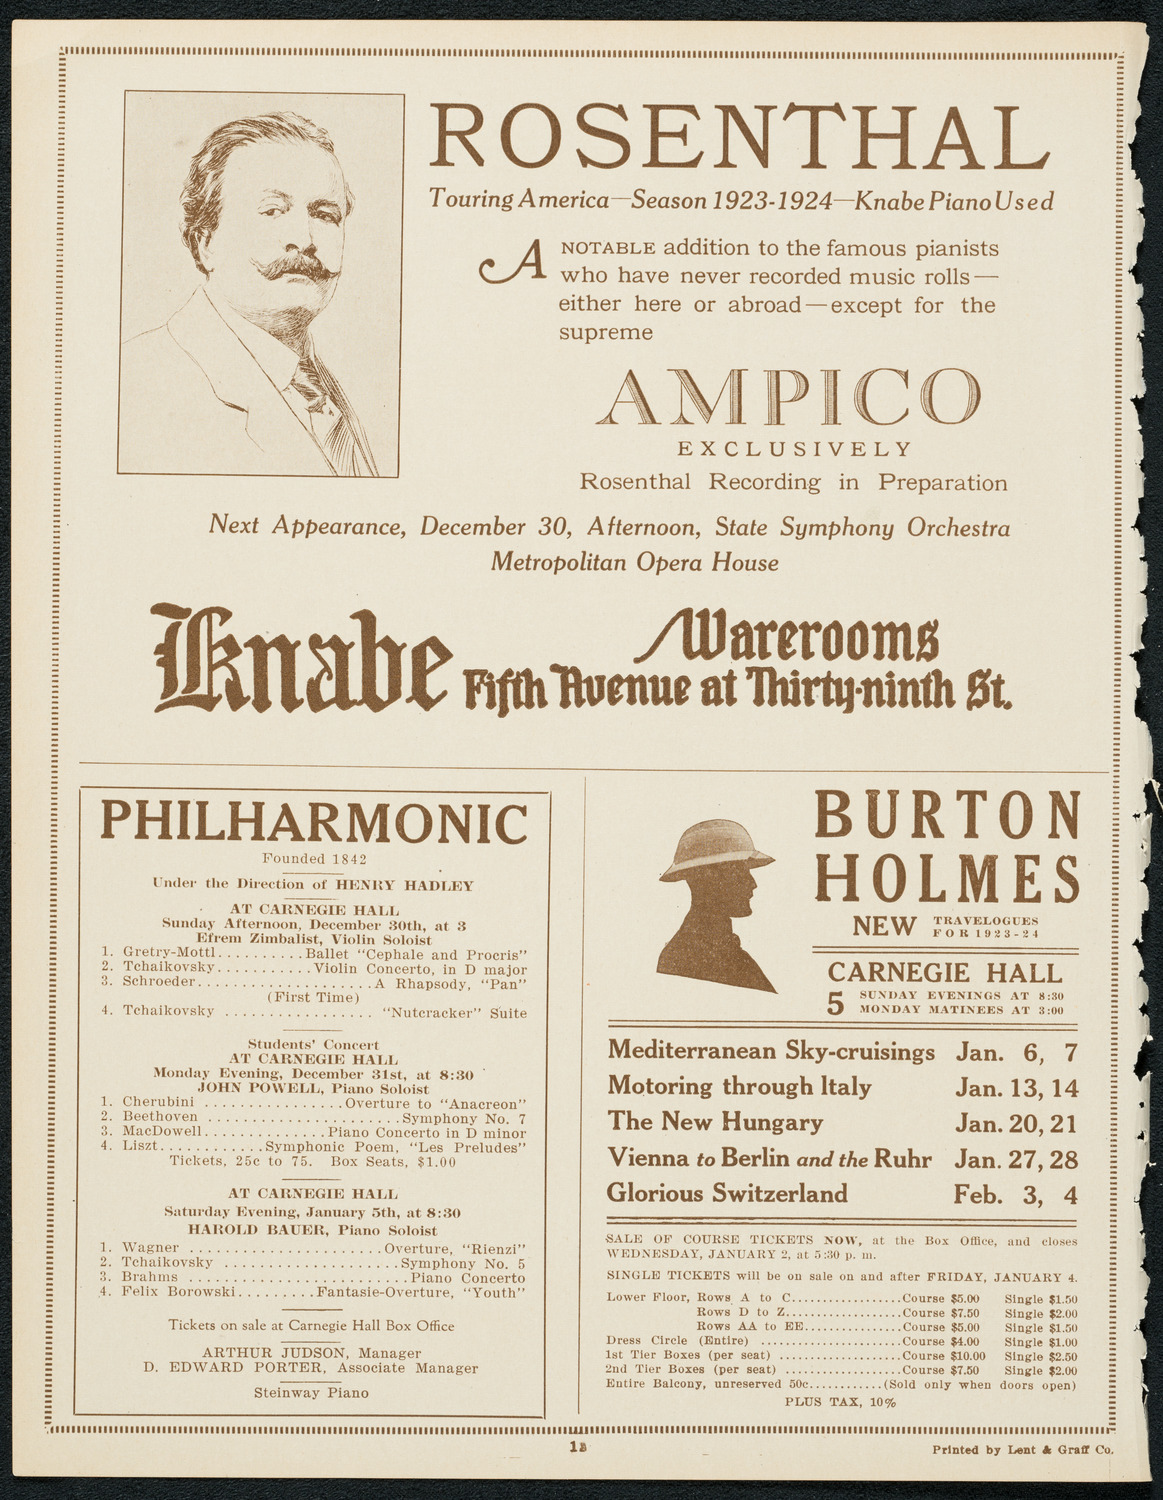 ROSENTHAL
Touring America—Season 1923-1924—Knabe Piano Used
A NOTABLE addition to the famous pianists
who have never recorded music rolls—
either here or abroad—except for the
supreme
AMPICO
EXCLUSIVELY
Rosenthal Recording in Preparation
Next Appearance, December 30, Afternoon, State Symphony Orchestra
Metropolitan Opera House
Knabe Warerooms
Fifth Avenue at Thirty-ninth St.
PHILHARMONIC
Founded 1842
Under the Direction of HENRY HADLEY
AT CARNEGIE HALL
Sunday Afternoon, December 30th, at 3
Efrem Zimbalist, Violin Soloist
1. Gretry-Mottl..........Ballet "Cephale and Procris"
2. Tchaikovsky...........Violin Concerto, in D major
3. Schroeder...................A Rhapsody, "Pan"
(First Time)
4. Tchaikovsky ................ "Nutcracker" Suite
Students' Concert
AT CARNEGIE HALL
Monday Evening, December 31st, at 8:30
JOHN POWELL, Piano Soloist
1. Cherubini ................Overture to "Anacreon"
2. Beethoven ......................Symphony No. 7
3. MacDowell..............Piano Concerto in D minor
4. Liszt............Symphonic Poem, "Les Preludes"
Tickets, 25c to 75. Box Seats, $1.00
AT CARNEGIE HALL
Saturday Evening, January 5th, at 8:30
HAROLD BAUER, Piano Soloist
1. Wagner ......................Overture, "Rienzi"
2. Tchaikovsky ....................Symphony No. 5
3. Brahms .........................Piano Concerto
4. Felix Borowski.........Fantasie-Overture, "Youth"
Tickets on sale at Carnegie Hall Box Office
ARTHUR JUDSON, Manager
D. EDWARD PORTER, Associate Manager
Steinway Piano
BURTON
HOLMES
NEW TRAVELOGUES
FOR 1923-24
CARNEGIE HALL
5 SUNDAY EVENINGS AT 8:30
MONDAY MATINEES AT 3:00
Mediterranean Sky-cruisings Jan. 6, 7
Motoring through Italy Jan. 13, 14
The New Hungary Jan. 20, 21
Vienna to Berlin and the Ruhr Jan. 27, 28
Glorious Switzerland Feb. 3, 4
SALE OF COURSE TICKETS NOW, at the Box Office, and closes
WEDNESDAY, JANUARY 2, at 5:30 p. m.
SINGLE TICKETS will be on sale on and after FRIDAY, JANUARY 4.
Lower Floor, Rows A to C..................Course $5.00 Single $1.50
Rows D to Z...................Course $7.50 Single $2.00
Rows AA to EE................Course $5.00 Single $1.50
Dress Circle (Entire) .......................Course $4.00 Single $1.00
1st Tier Boxes (per seat) ....................Course $10.00 Single $2.50
2nd Tier Boxes (per seat) ...................Course $7.50 Single $2.00
Entire Balcony, unreserved 50c............(Sold only when doors open)
PLUS TAX, 10%
Printed by Lent & Graff Co.